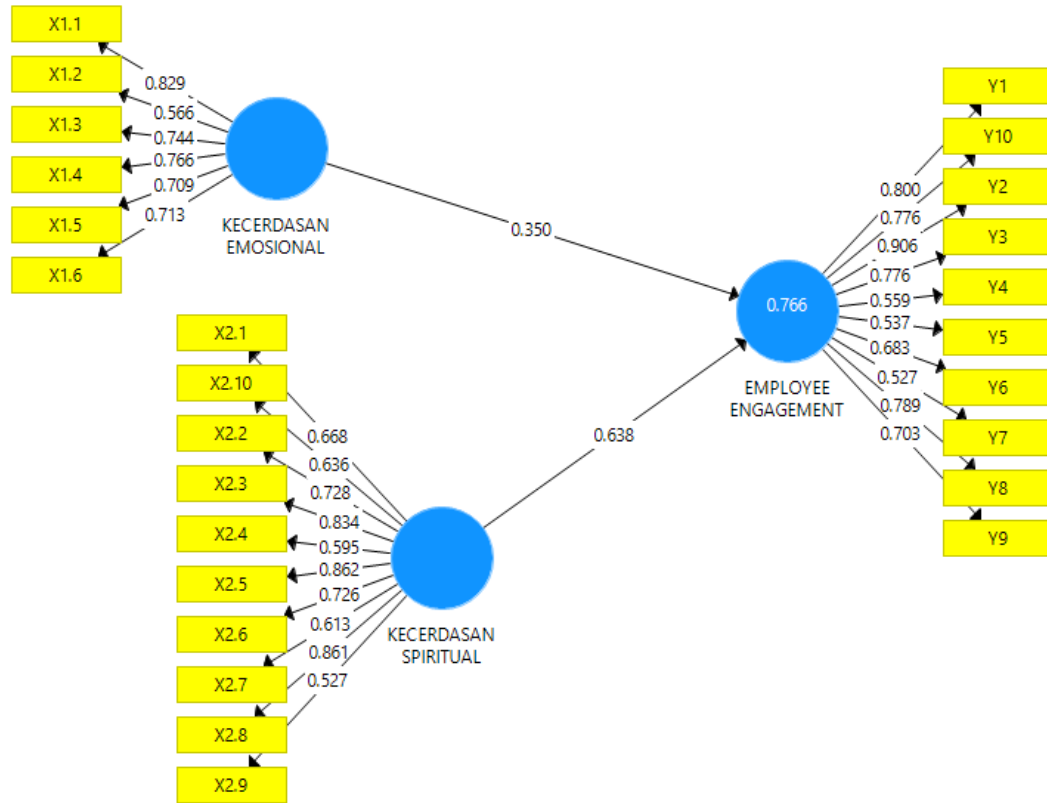 X1.1
X1.2
X1.3
X1.4
X1.5
X1.6
0.829
0.566
0.744
0.766
0.709
0.713
KECERDASAN
EMOSIONAL
0.350
X2.1
X2.10
X2.2
X2.3
X2.4
X2.5
X2.6
X2.7
X2.8
X2.9
0.668
0.636
0.728
0.834
0.595
0.862
0.726
0.613
0.861
0.527
KECERDASAN
SPIRITUAL
0.638
0.766
EMPLOYEE
ENGAGEMENT
0.800
0.776
0.906
0.776
0.559
0.537
0.683
0.527
0.789
0.703
Y1
Y10
Y2
Y3
Y4
Y5
Y6
Y7
Y8
Y9